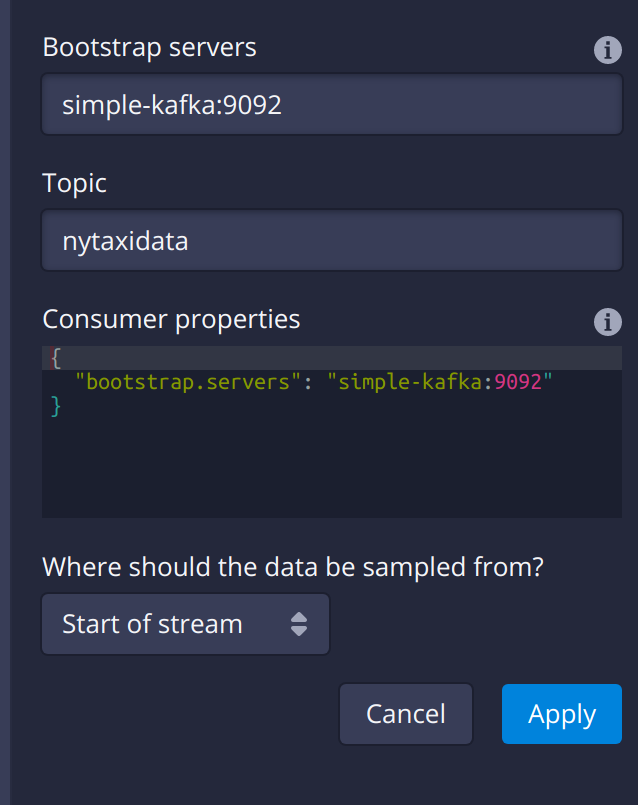 Bootstrap servers
simple-kafka:9092
Topic
nytaxidata
Consumer properties
{
"bootstrap.servers": "simple-kafka:9092"
}
Where should the data be sampled from?
Start of stream
Cancel
Apply